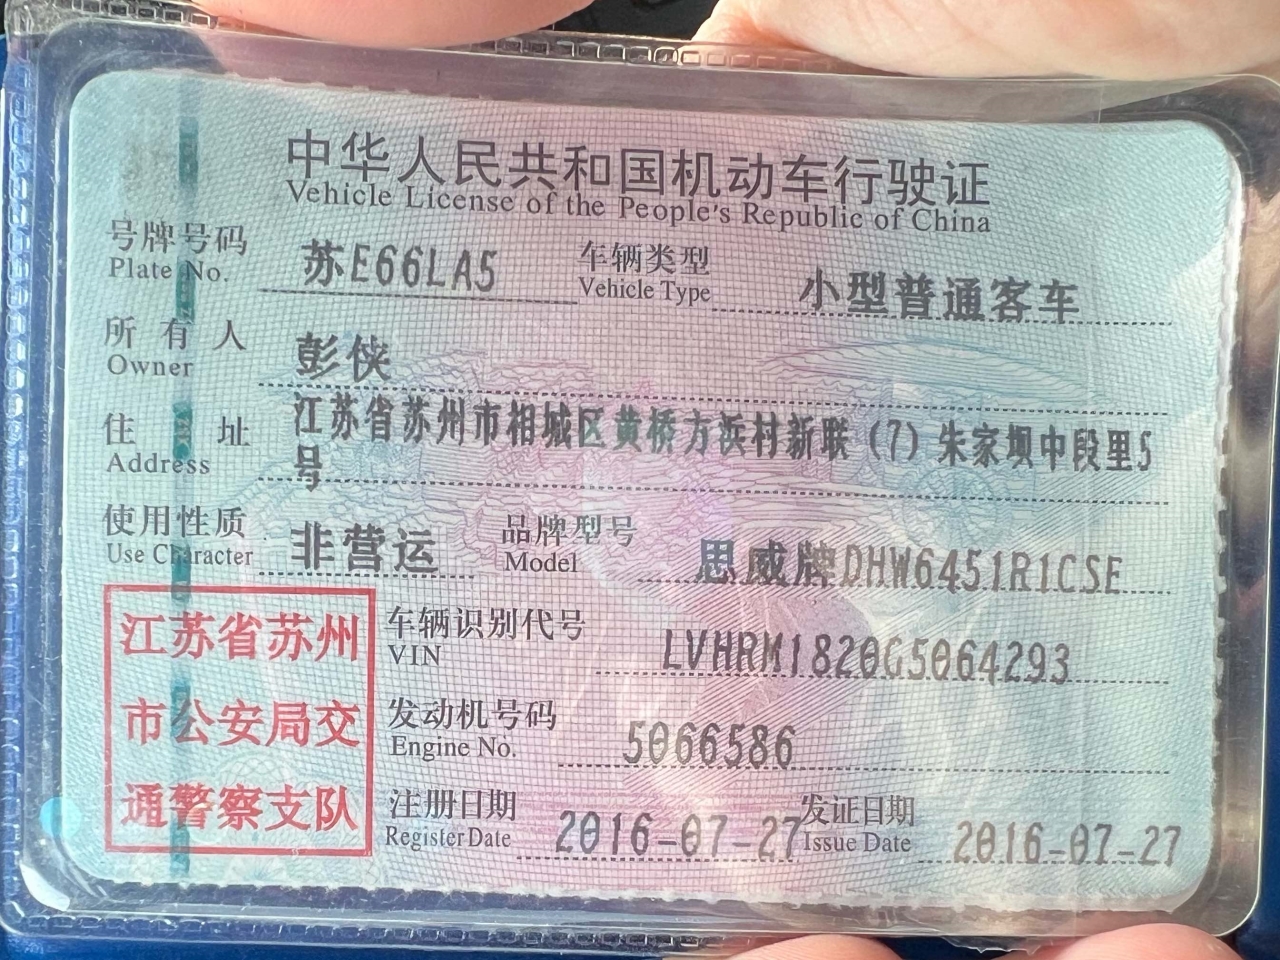 中华人民共和国机动车行驶证
Vehicle License of the People's Republic of China
号牌号码 苏E66LA5 车辆类型 小型普通客车
Plate No. Vehicle Type
所有人 彭侠
Owner
住址 江苏省苏州市相城区黄桥方浜村新联(7)朱家坝中段里5
Address 号
使用性质 非营运 品牌型号 思威牌DHW6451R1CSE
Use Character Model
江苏省苏州
市公安局交
通警察支队
车辆识别代号 LVHRM1820G5064293
VIN
发动机号码 5066586
Engine No.
注册日期 2016-07-27 发证日期 2016-07-27
Register Date Issue Date